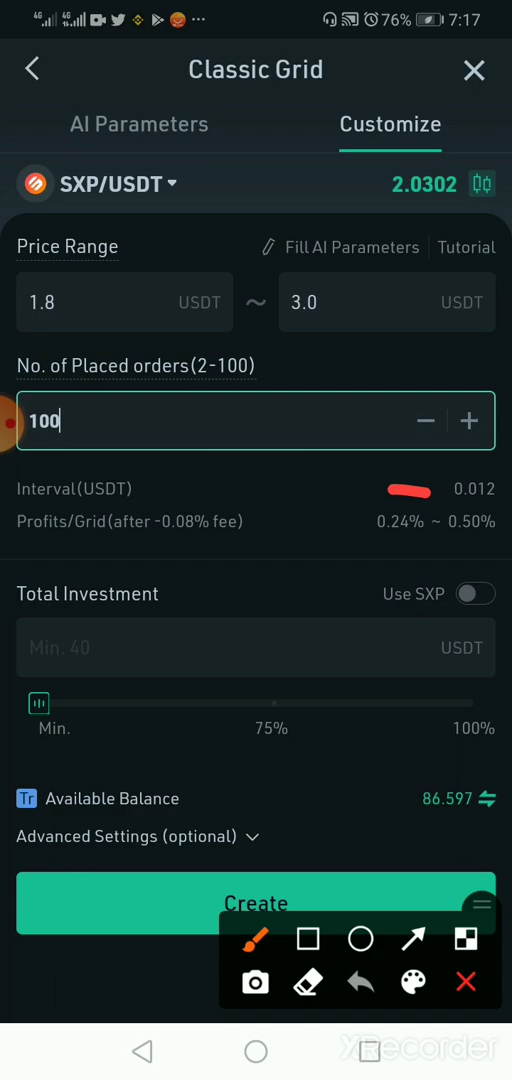 4G 4G 76% 7:17
Classic Grid
AI Parameters Customize
SXP/USDT 2.0302
Price Range Fill AI Parameters Tutorial
1.8 USDT ~ 3.0 USDT
No. of Placed orders(2-100)
100 − +
Interval(USDT) 0.012
Profits/Grid(after -0.08% fee) 0.24% ~ 0.50%
Total Investment Use SXP
Min. 40 USDT
Min. 75% 100%
Tr Available Balance 86.597
Advanced Settings (optional)
Create
XRecorder